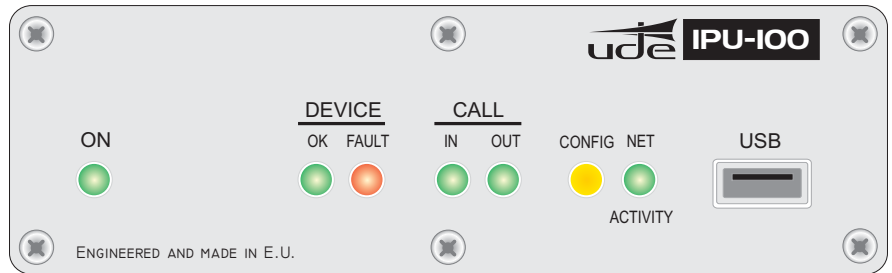 ude IPU-100
DEVICE CALL
ON OK FAULT IN OUT CONFIG NET USB
ACTIVITY
ENGINEERED AND MADE IN E.U.